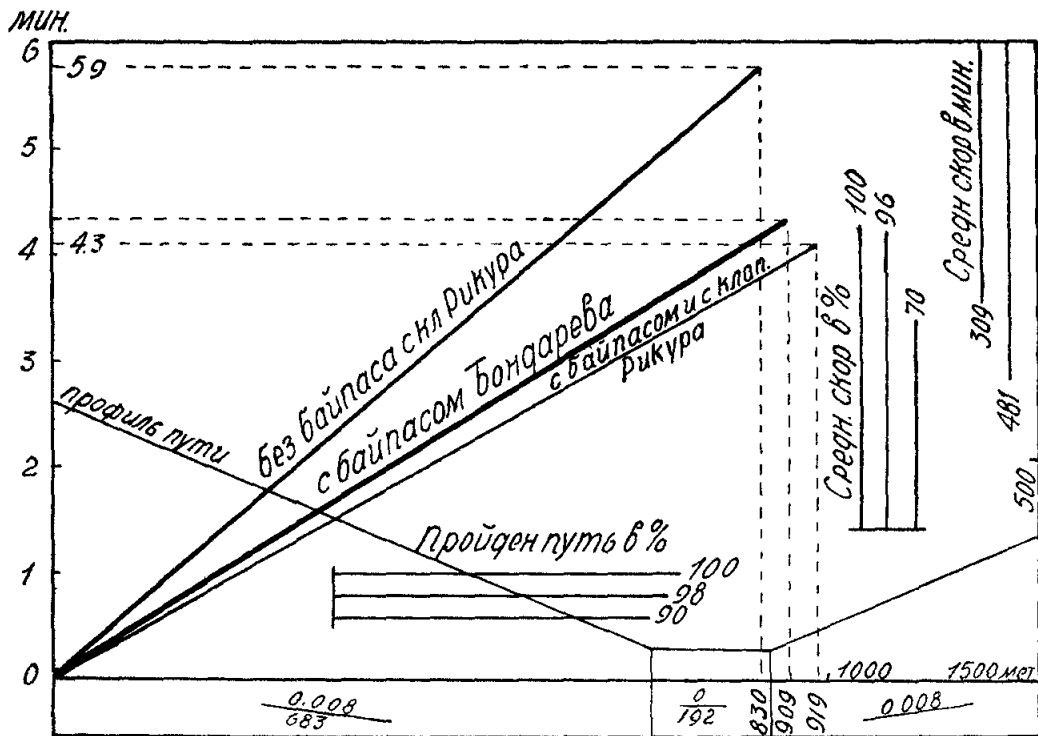 мин.
6
59
5
43
4
3
2
1
0
без байпаса с кл Рикура
с байпасом Бондарева
с байпасом и с клап.
Рикура
профиль пути
Пройден путь в %
100
98
90
Средн. скор в %
100
96
70
Средн скор в мин.
309
481
500
1000
1500 мет
0.008
683
0
192
830
909
919
0 008